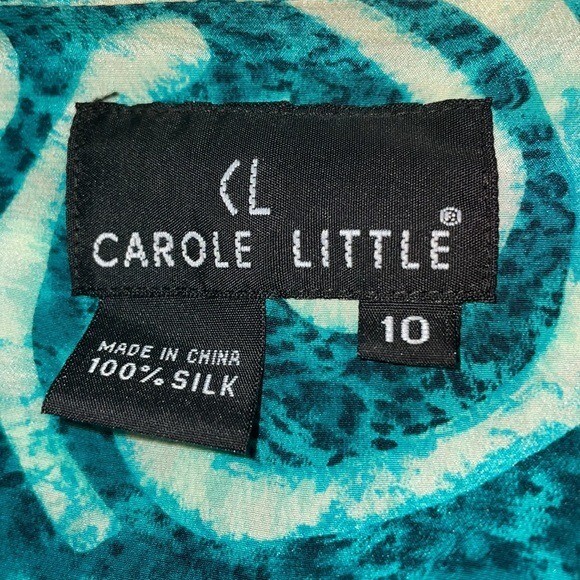 CL
CAROLE LITTLE®
10
MADE IN CHINA
100% SILK